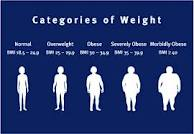 Categories of Weight
Normal Overweight Obese Severely Obese Morbidly Obese
BMI 18.5 - 24.9 BMI 25 - 29.9 BMI 30 - 34.9 BMI 35 - 39.9 BMI ≥ 40